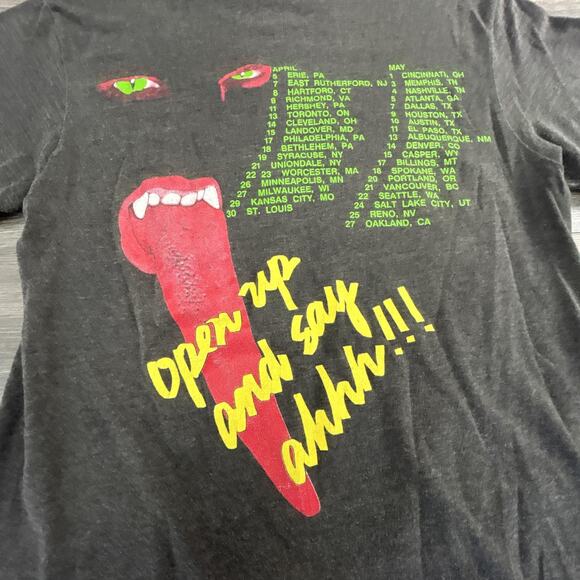 APRIL
5 ERIE, PA
7 EAST RUTHERFORD, NJ
8 HARTFORD, CT
9 RICHMOND, VA
11 HERSHEY, PA
13 TORONTO, ON
14 CLEVELAND, OH
15 LANDOVER, MD
17 PHILADELPHIA, PA
18 BETHLEHEM, PA
19 SYRACUSE, NY
21 UNIONDALE, NY
22 23 WORCESTER, MA
26 MINNEAPOLIS, MN
27 MILWAUKEE, WI
29 KANSAS CITY, MO
30 ST. LOUIS
MAY
1 CINCINNATI, OH
3 MEMPHIS, TN
4 NASHVILLE, TN
5 ATLANTA, GA
7 DALLAS, TX
9 HOUSTON, TX
10 AUSTIN, TX
11 EL PASO, TX
13 ALBUQUERQUE, NM
14 DENVER, CO
15 CASPER, WY
17 BILLINGS, MT
18 SPOKANE, WA
20 PORTLAND, OR
21 VANCOUVER, BC
22 SEATTLE, WA
24 SALT LAKE CITY, UT
25 RENO, NV
27 OAKLAND, CA
open up
and say
ahhh!!!